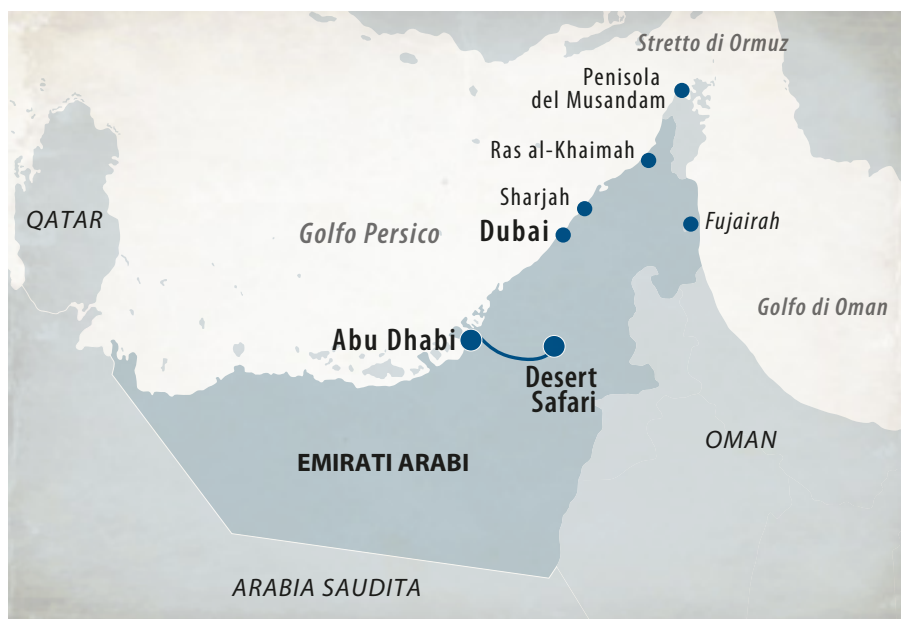 Stretto di Ormuz
Penisola
del Musandam
Ras al-Khaimah
Sharjah
QATAR
Golfo Persico
Dubai
Fujairah
Golfo di Oman
Abu Dhabi
Desert
Safari
OMAN
EMIRATI ARABI
ARABIA SAUDITA